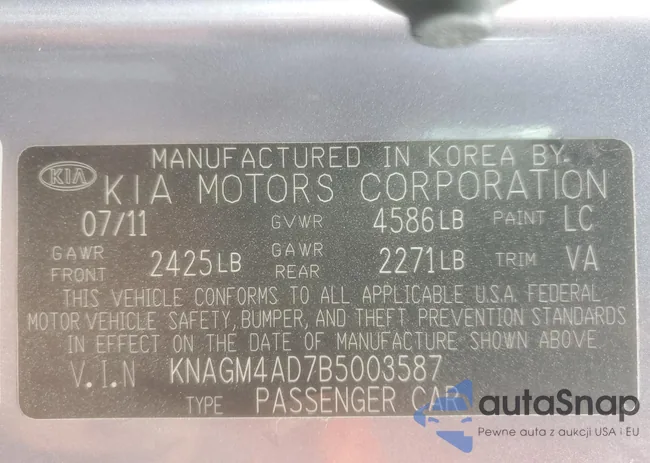 autoSnap
MANUFACTURED IN KOREA BY
KIA KIA MOTORS CORPORATION
07/11 GVWR 4586LB PAINT LC
GAWR FRONT 2425LB GAWR REAR 2271LB TRIM VA
THIS VEHICLE CONFORMS TO ALL APPLICABLE U.S.A. FEDERAL
MOTOR VEHICLE SAFETY, BUMPER, AND THEFT PREVENTION STANDARDS
IN EFFECT ON THE DATE OF MANUFACTURE SHOWN ABOVE.
V.I.N KNAGM4AD7B5003587
TYPE PASSENGER CAR
autoSnap
Pewne auta z aukcji USA i EU